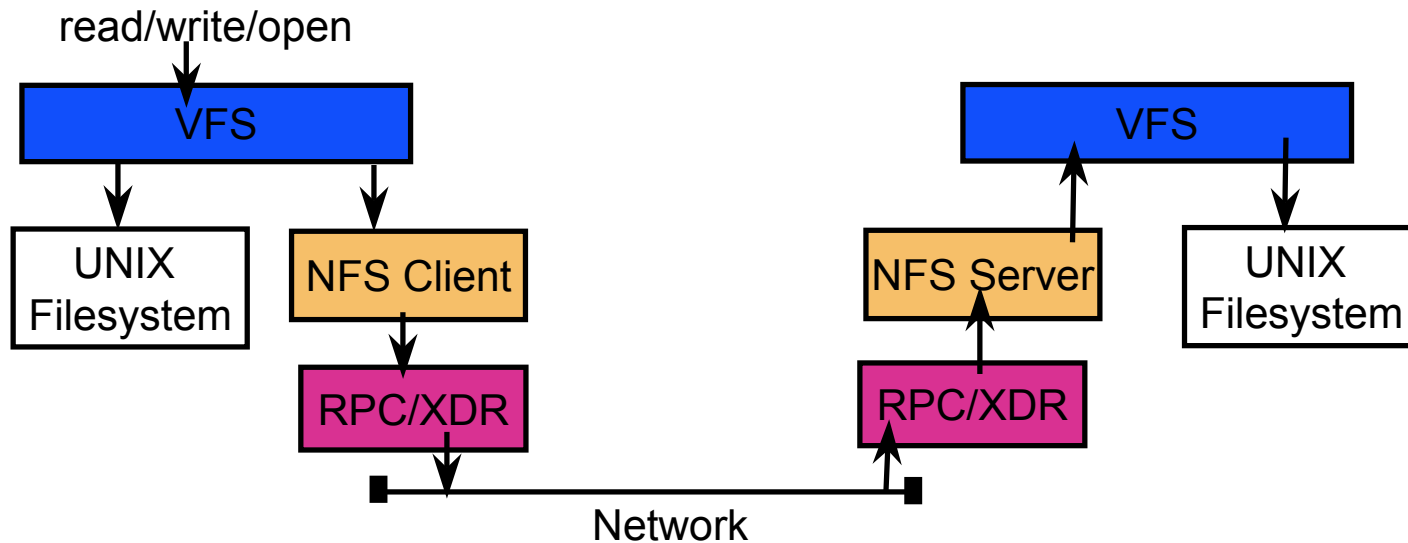 read/write/open
VFS
VFS
UNIX
Filesystem
NFS Client
NFS Server
UNIX
Filesystem
RPC/XDR
RPC/XDR
Network